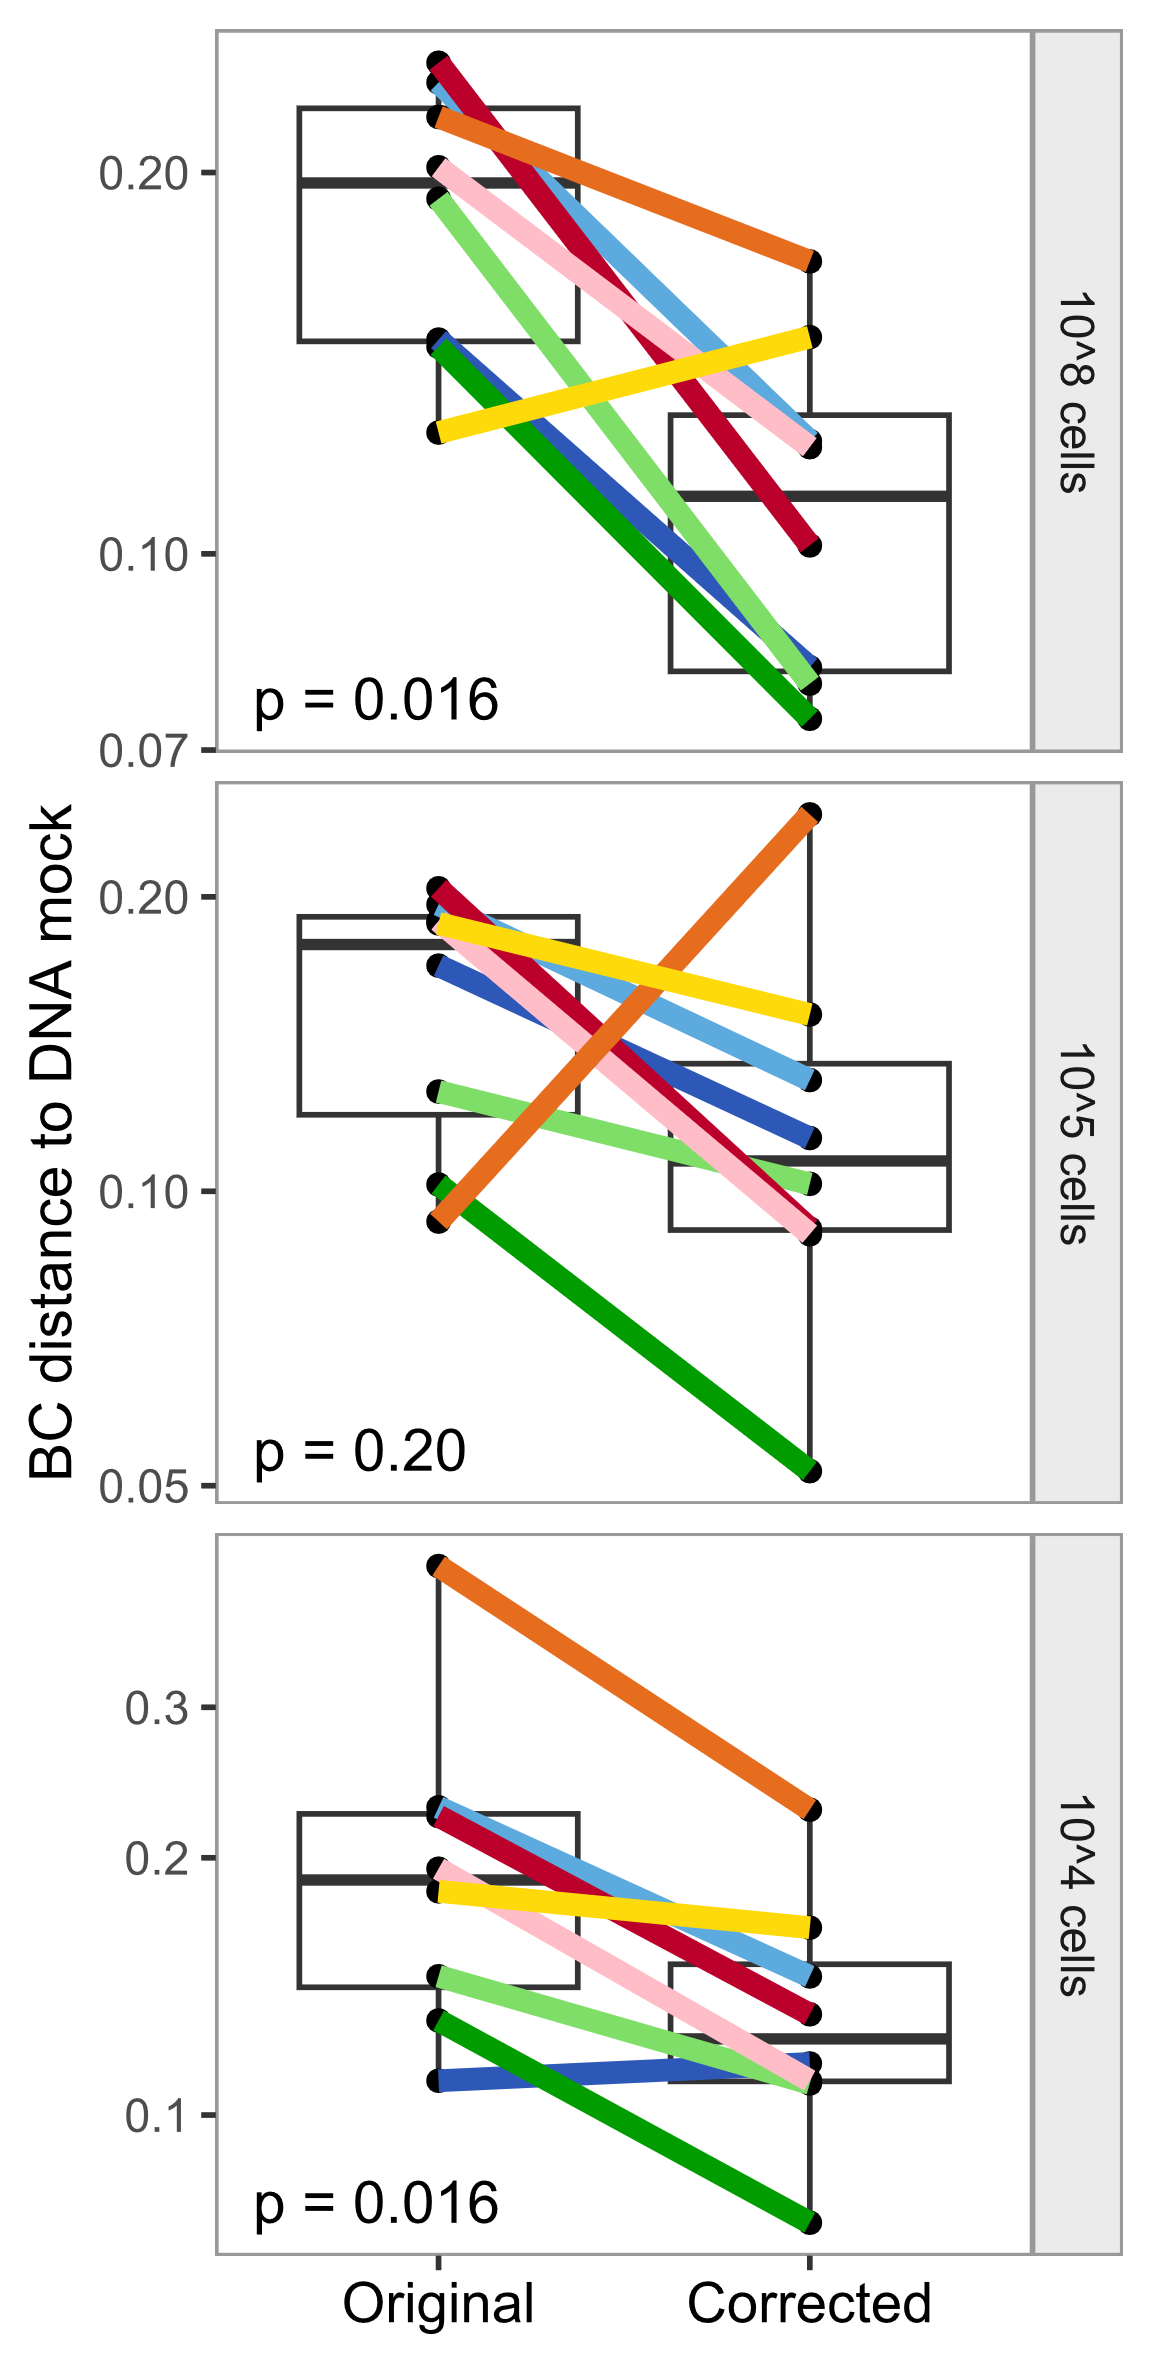 BC distance to DNA mock
0.20
0.10
0.07
p = 0.016
10^8 cells
0.20
0.10
0.05
p = 0.20
10^5 cells
0.3
0.2
0.1
p = 0.016
10^4 cells
Original
Corrected